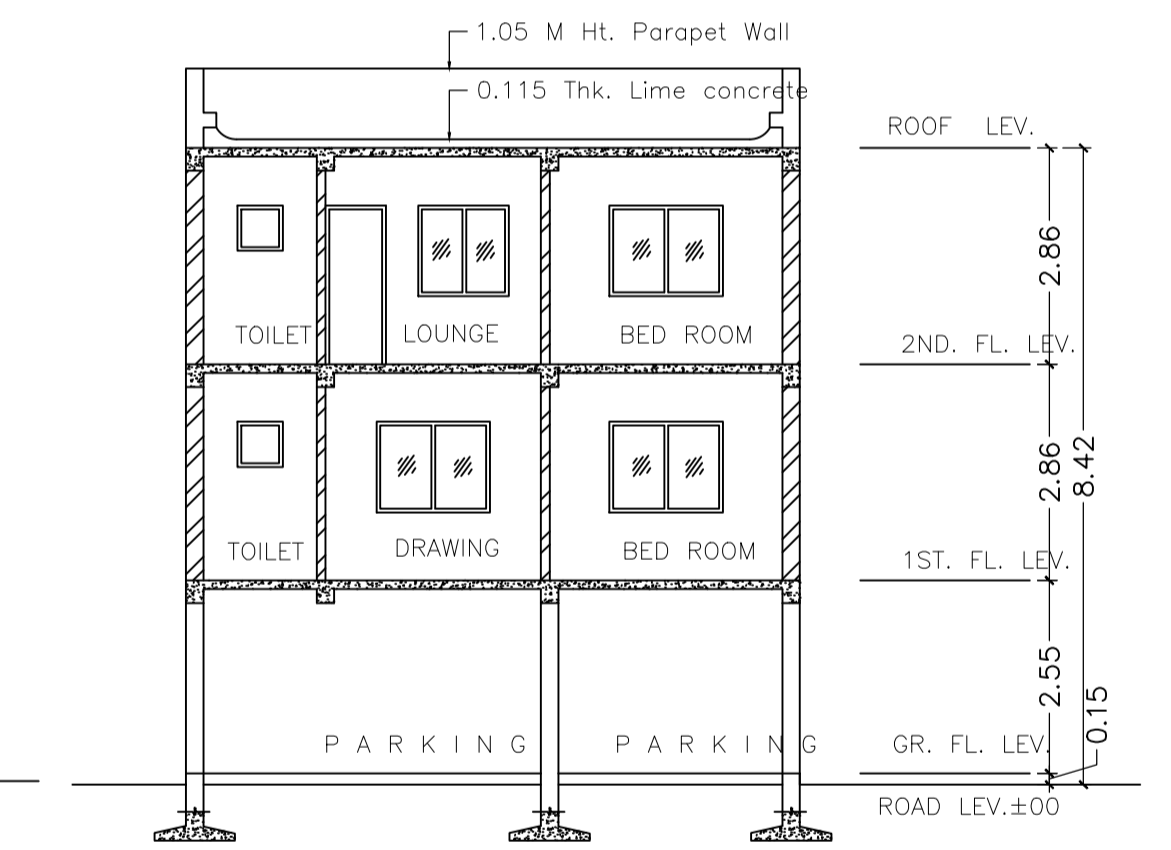 1.05 M Ht. Parapet Wall
0.115 Thk. Lime concrete
ROOF LEV.
2.86
TOILET
LOUNGE
BED ROOM
2ND. FL. LEV.
2.86
8.42
TOILET
DRAWING
BED ROOM
1ST. FL. LEV.
2.55
0.15
PARKING
PARKING
GR. FL. LEV.
ROAD LEV.±00